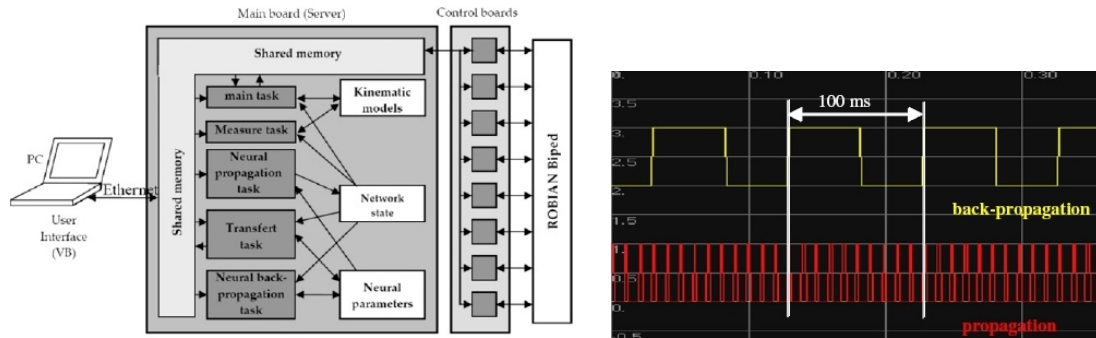 Main board (Server)
Control boards
Shared memory
Shared memory
main task
Kinematic
models
Measure task
Neural
propagation
task
Network
state
Transfert
task
Neural back-
propagation
task
Neural
parameters
PC
Ethernet
User
Interface
(VB)
ROBIAN Biped
0.
0.10
0.20
0.30
3.5
100 ms
3.
2.5
2.
back-propagation
1.5
1.0
0.5
0.
propagation
-0.5